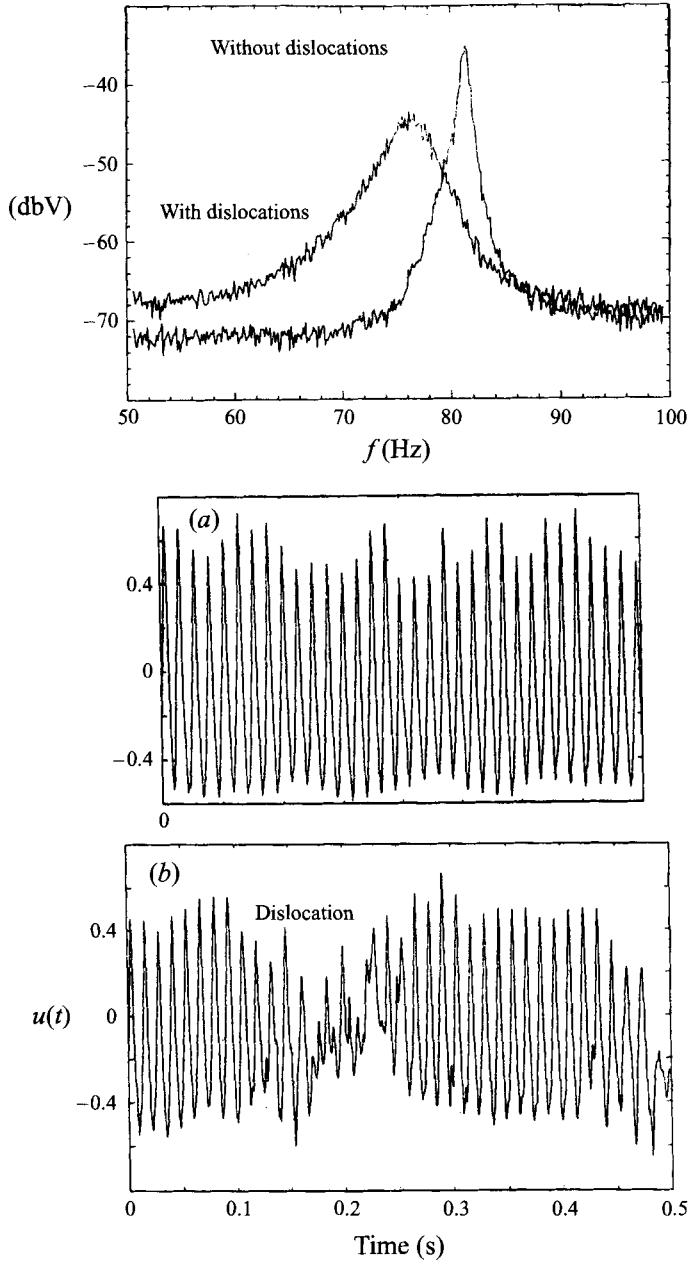 Without dislocations
−40
−50
(dbV)
With dislocations
−60
−70
50 60 70 80 90 100
f (Hz)
(a)
0.4
0
−0.4
0
(b)
Dislocation
0.4
u(t)
0
−0.4
0 0.1 0.2 0.3 0.4 0.5
Time (s)